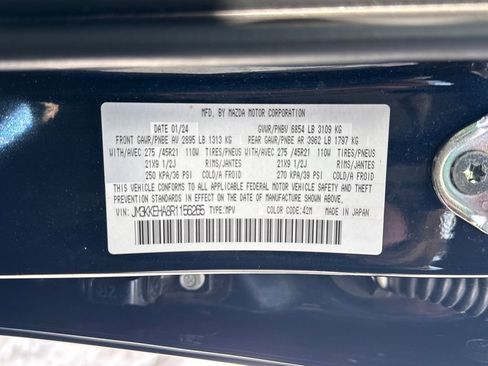 MFD. BY MAZDA MOTOR CORPORATION
DATE 01/24 GVWR/PNBV 6854 LB 3109 KG
FRONT GAWR/PNBE AV 2895 LB 1313 KG REAR GAWR/PNBE AR 3962 LB 1797 KG
WITH/AVEC 275 /45R21 110W TIRES/PNEUS WITH/AVEC 275 /45R21 110W TIRES/PNEUS
21X9 1/2J RIMS/JANTES 21X9 1/2J RIMS/JANTES
250 KPA/36 PSI COLD/A FROID 270 KPA/39 PSI COLD/A FROID
THIS VEHICLE CONFORMS TO ALL APPLICABLE FEDERAL MOTOR VEHICLE SAFETY AND THEFT
PREVENTION STANDARDS IN EFFECT ON THE DATE OF MANUFACTURE SHOWN ABOVE.
VIN: JM3KKEHA8R1156265 TYPE:MPV COLOR CODE:42M MADE IN JAPAN